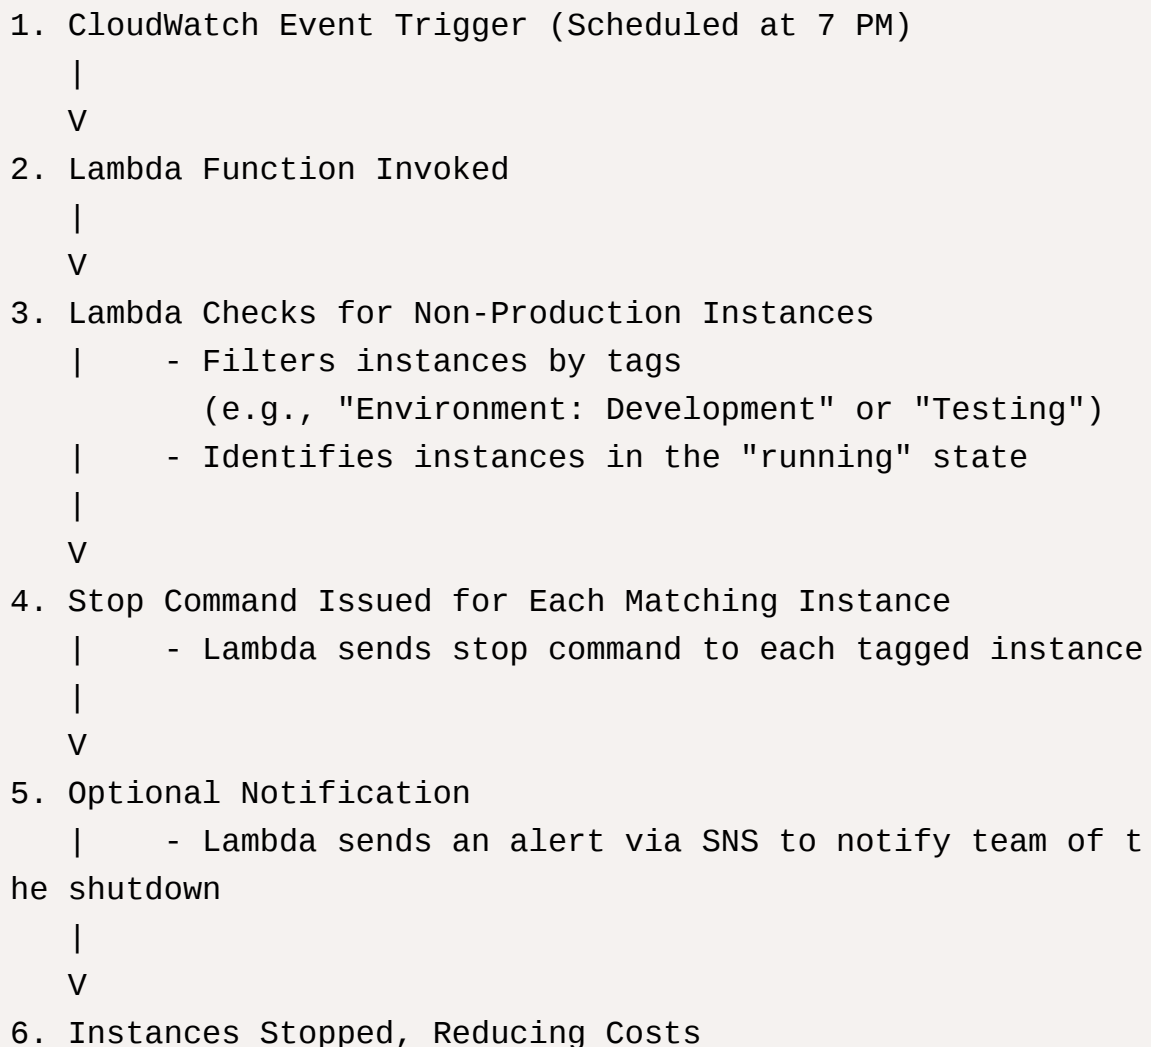 1. CloudWatch Event Trigger (Scheduled at 7 PM)
   |
   V
2. Lambda Function Invoked
   |
   V
3. Lambda Checks for Non-Production Instances
   |    - Filters instances by tags
          (e.g., "Environment: Development" or "Testing")
   |    - Identifies instances in the "running" state
   |
   V
4. Stop Command Issued for Each Matching Instance
   |    - Lambda sends stop command to each tagged instance
   |
   V
5. Optional Notification
   |    - Lambda sends an alert via SNS to notify team of t
he shutdown
   |
   V
6. Instances Stopped, Reducing Costs